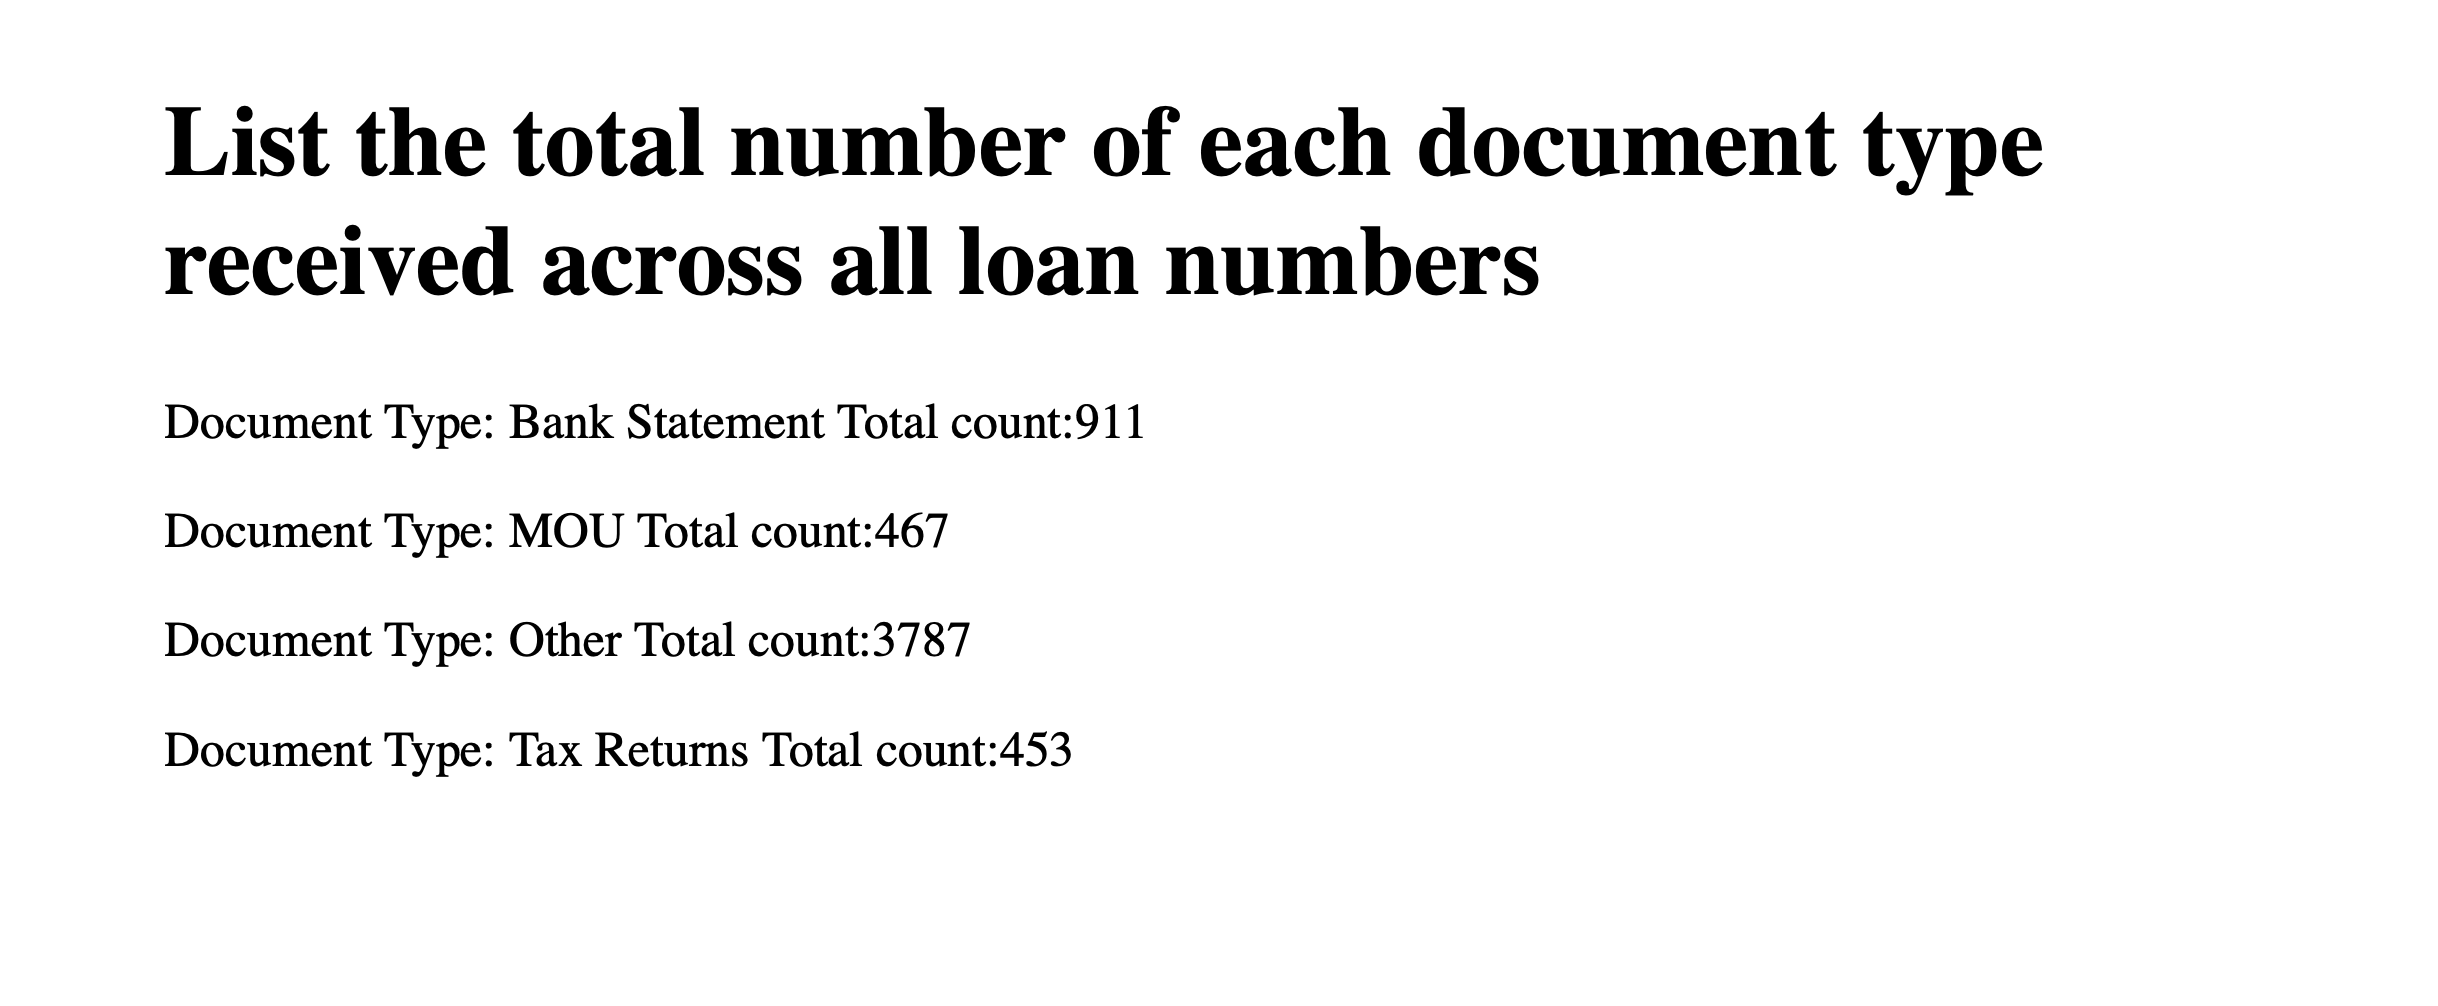 List the total number of each document type
received across all loan numbers
Document Type: Bank Statement Total count:911
Document Type: MOU Total count:467
Document Type: Other Total count:3787
Document Type: Tax Returns Total count:453